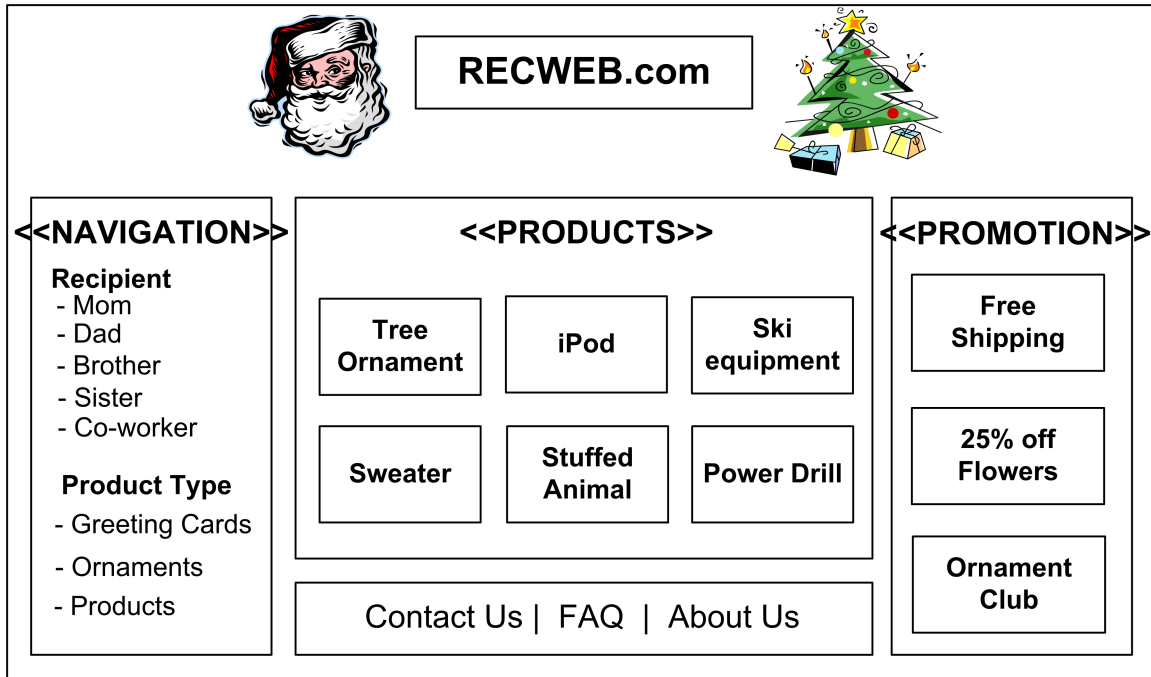 RECWEB.com
<<NAVIGATION>>
Recipient
- Mom
- Dad
- Brother
- Sister
- Co-worker
Product Type
- Greeting Cards
- Ornaments
- Products
<<PRODUCTS>>
Tree
Ornament
iPod
Ski
equipment
Sweater
Stuffed
Animal
Power Drill
Contact Us | FAQ | About Us
<<PROMOTION>>
Free
Shipping
25% off
Flowers
Ornament
Club